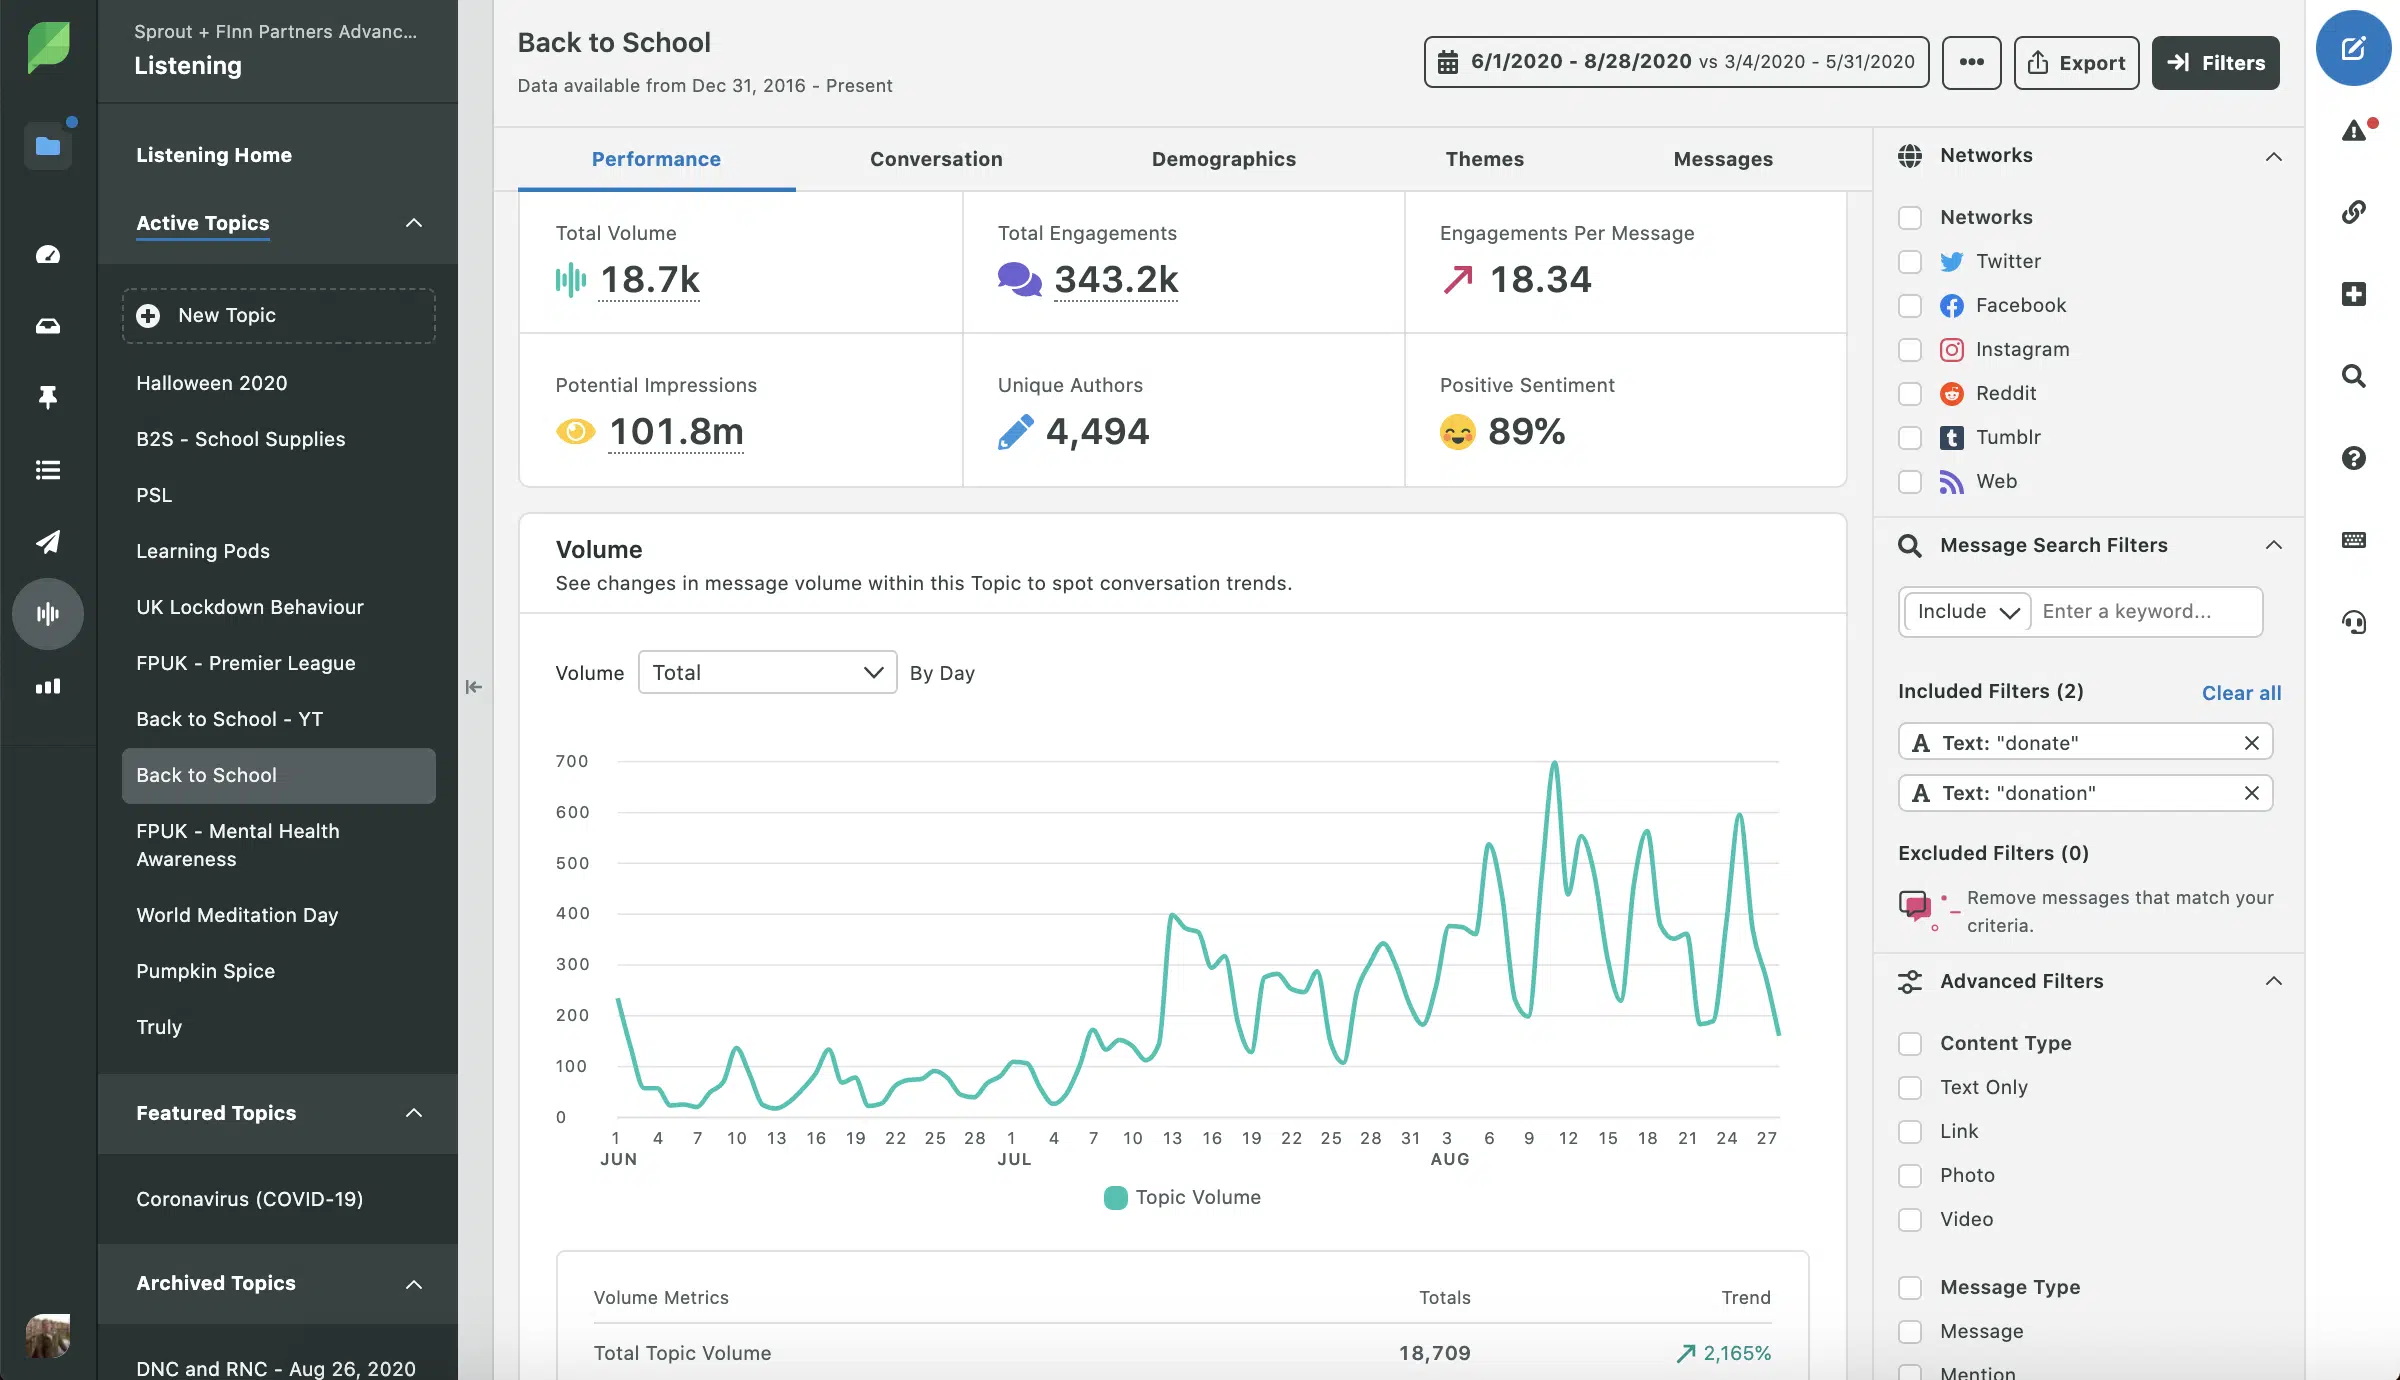 Sprout + FInn Partners Advanc...
Listening
Listening Home
Active Topics
New Topic
Halloween 2020
B2S - School Supplies
PSL
Learning Pods
UK Lockdown Behaviour
FPUK - Premier League
Back to School - YT
Back to School
FPUK - Mental Health
Awareness
World Meditation Day
Pumpkin Spice
Truly
Featured Topics
Coronavirus (COVID-19)
Archived Topics
DNC and RNC - Aug 26, 2020
Back to School
Data available from Dec 31, 2016 - Present
6/1/2020 - 8/28/2020 vs 3/4/2020 - 5/31/2020
Export
Filters
Performance Conversation Demographics Themes Messages
Total Volume
18.7k
Total Engagements
343.2k
Engagements Per Message
18.34
Potential Impressions
101.8m
Unique Authors
4,494
Positive Sentiment
89%
Volume
See changes in message volume within this Topic to spot conversation trends.
Volume Total By Day
700
600
500
400
300
200
100
0
1 4 7 10 13 16 19 22 25 28 1 4 7 10 13 16 19 22 25 28 31 3 6 9 12 15 18 21 24 27
JUN JUL AUG
Topic Volume
Volume Metrics Totals Trend
Total Topic Volume 18,709 2,165%
Networks
Networks
Twitter
Facebook
Instagram
Reddit
Tumblr
Web
Message Search Filters
Include Enter a keyword...
Included Filters (2) Clear all
A Text: "donate"
A Text: "donation"
Excluded Filters (0)
Remove messages that match your
criteria.
Advanced Filters
Content Type
Text Only
Link
Photo
Video
Message Type
Message
Mention